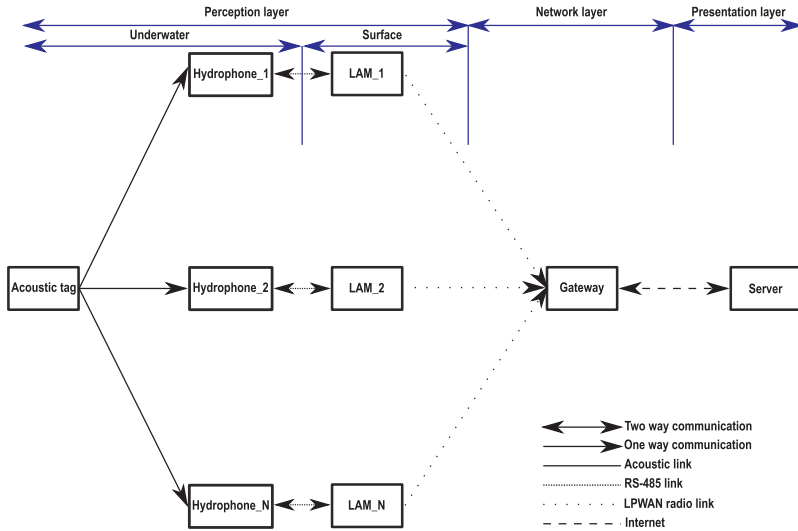 Perception layer
Network layer
Presentation layer
Underwater
Surface
Hydrophone_1
LAM_1
Acoustic tag
Hydrophone_2
LAM_2
Gateway
Server
Hydrophone_N
LAM_N
Two way communication
One way communication
Acoustic link
RS-485 link
LPWAN radio link
Internet